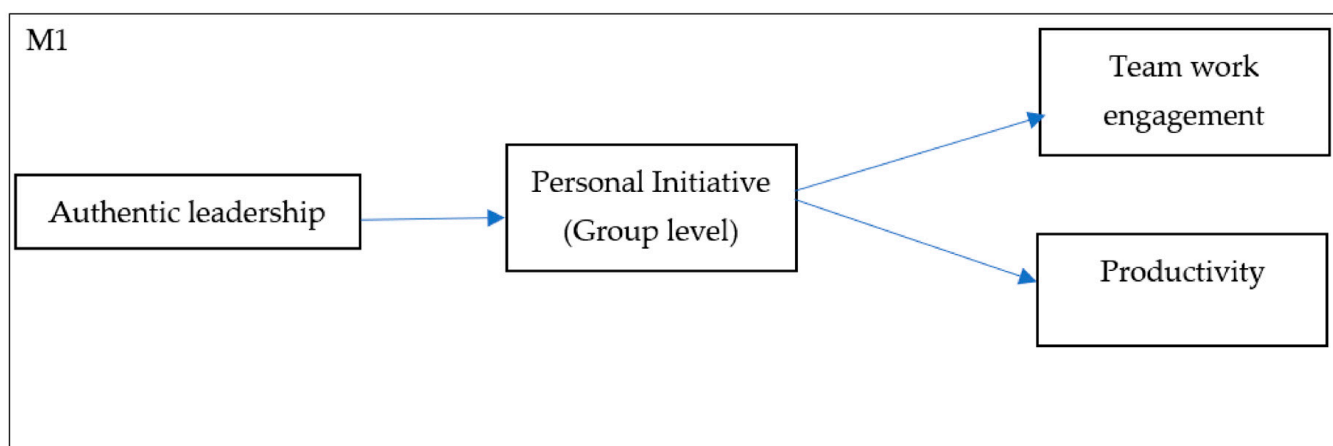 M1
Authentic leadership
Personal Initiative
(Group level)
Team work
engagement
Productivity